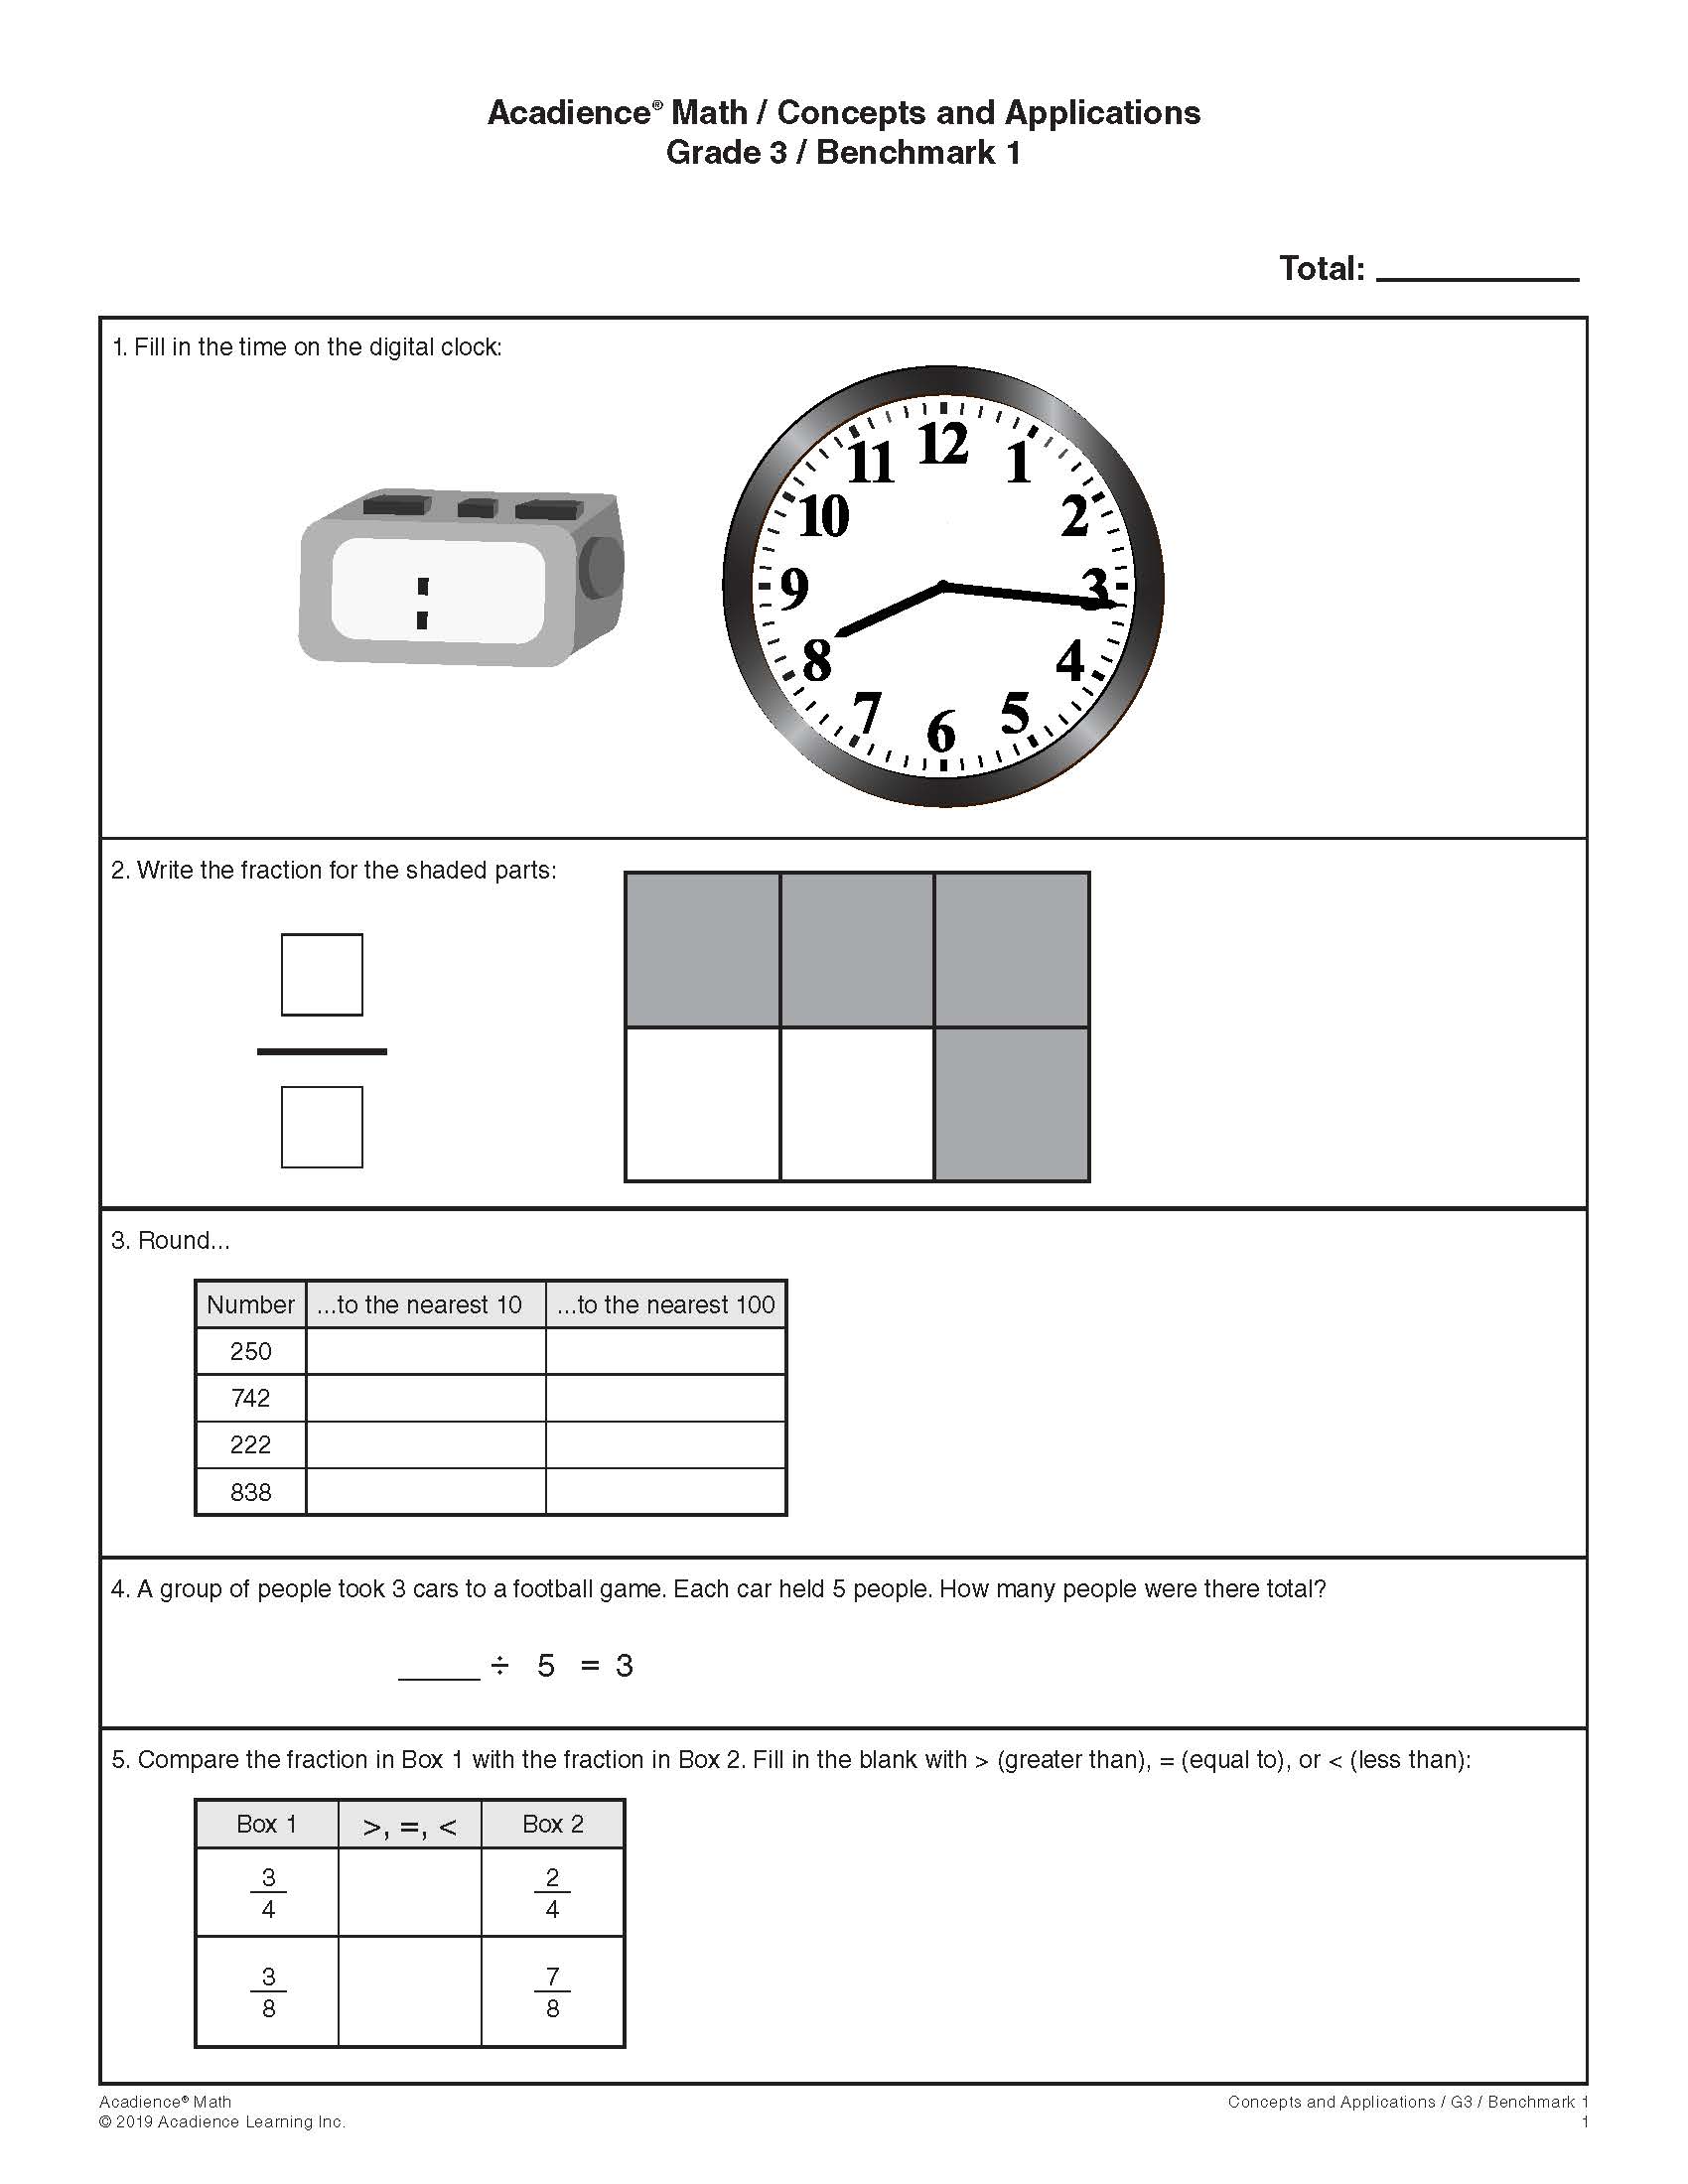 Acadience® Math / Concepts and Applications
Grade 3 / Benchmark 1
Total:
1. Fill in the time on the digital clock:
:
12
11 1
10 2
9 3
8 4
7 5
6
2. Write the fraction for the shaded parts:
3. Round...
Number ...to the nearest 10 ...to the nearest 100
250
742
222
838
4. A group of people took 3 cars to a football game. Each car held 5 people. How many people were there total?
_____ ÷ 5 = 3
5. Compare the fraction in Box 1 with the fraction in Box 2. Fill in the blank with > (greater than), = (equal to), or < (less than):
Box 1 >, =, < Box 2
3 2
4 4
3 7
8 8
Acadience® Math Concepts and Applications / G3 / Benchmark 1
© 2019 Acadience Learning Inc. 1